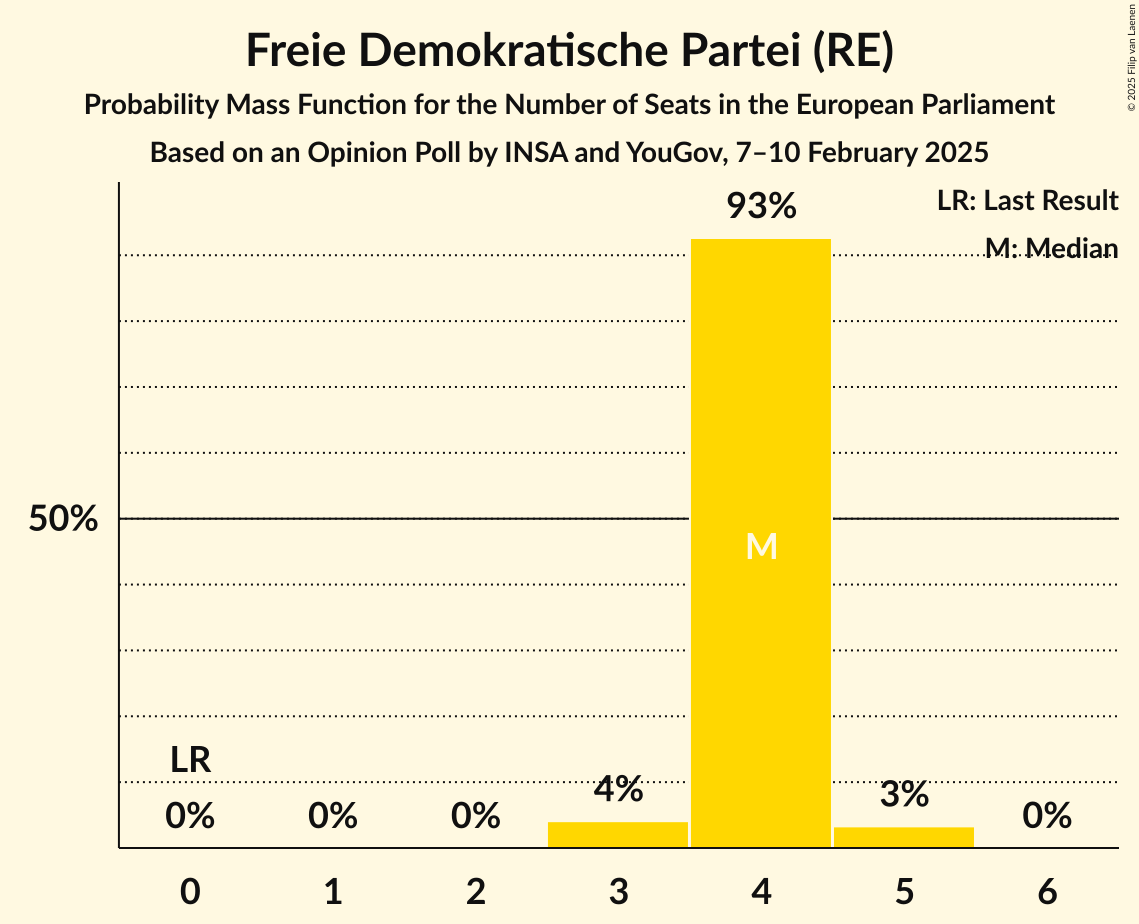 Freie Demokratische Partei (RE)
Probability Mass Function for the Number of Seats in the European Parliament
Based on an Opinion Poll by INSA and YouGov, 7–10 February 2025
© 2025 Filip van Laenen
LR: Last Result
M: Median
93%
50%
M
LR
0%
0%
0%
4%
3%
0%
0
1
2
3
4
5
6